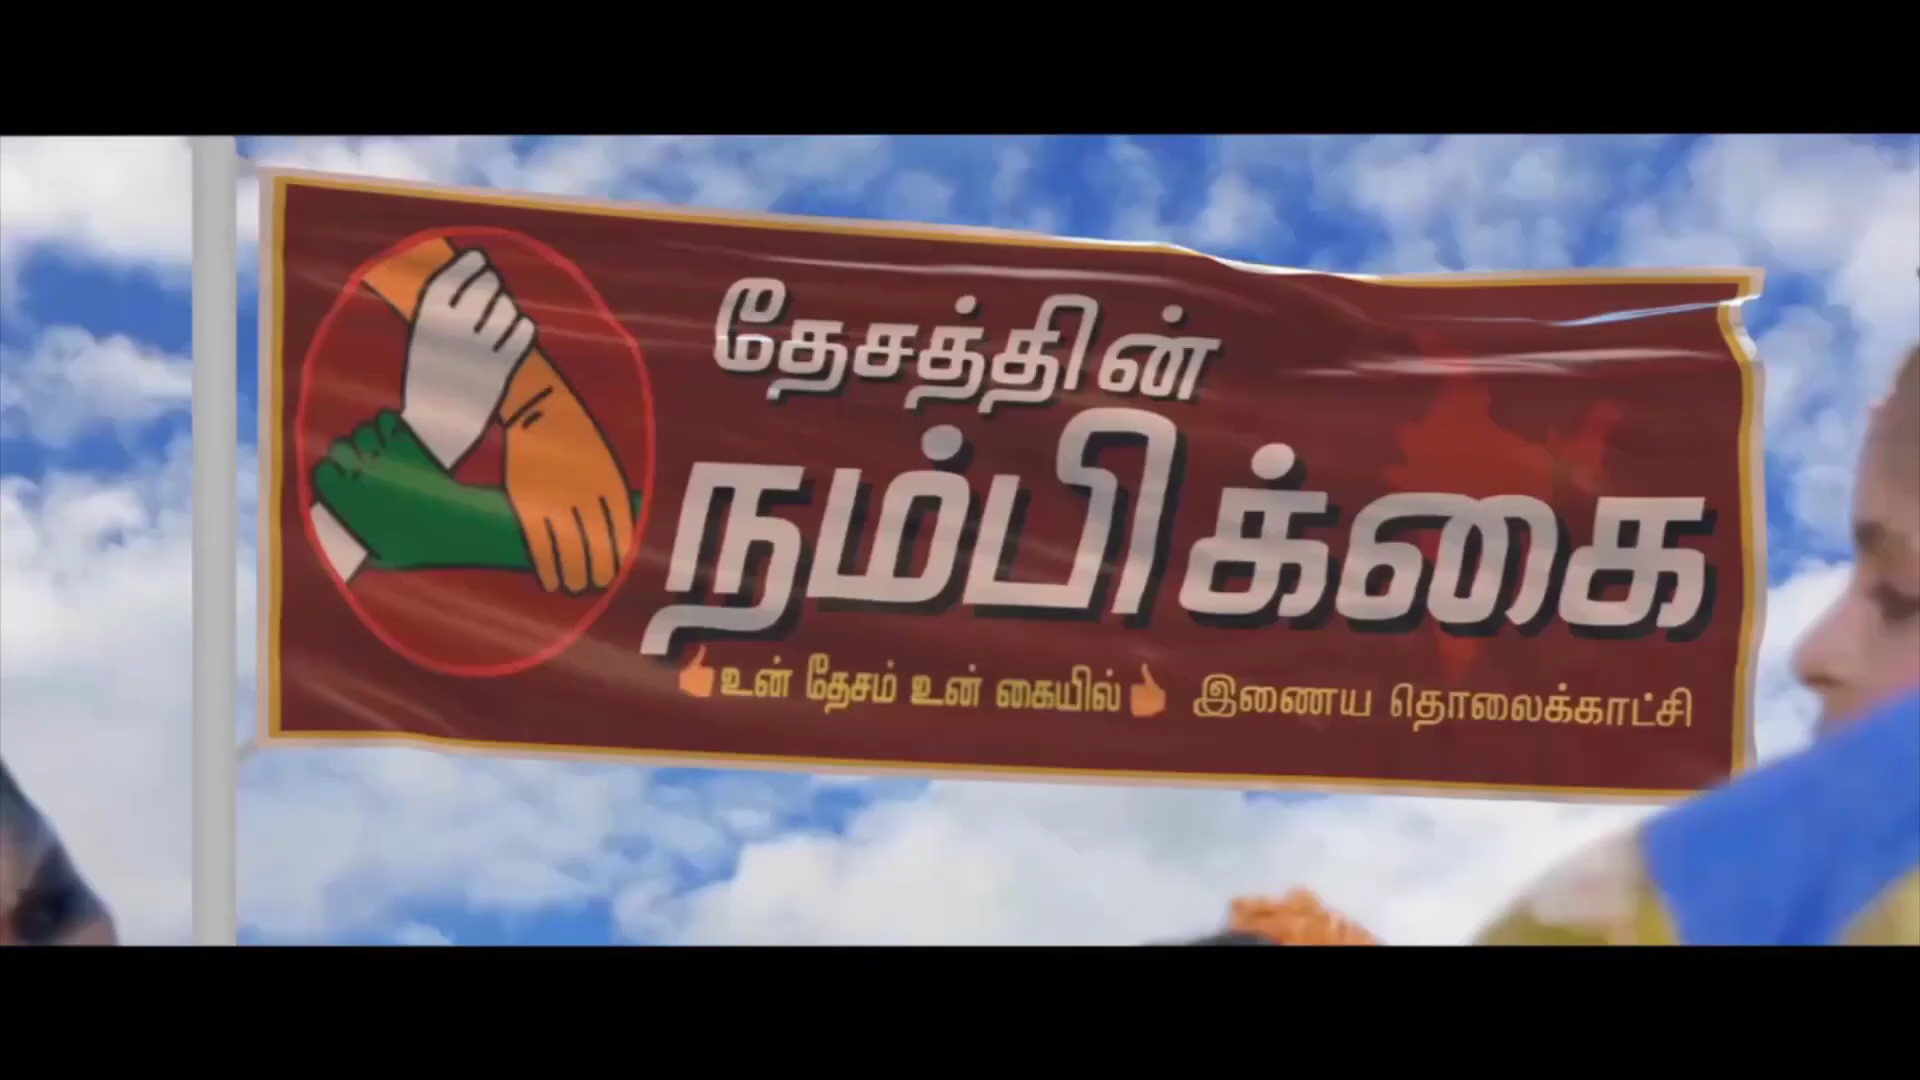 தேசத்தின்
நம்பிக்கை
உன் தேசம் உன் கையில் இணைய தொலைக்காட்சி